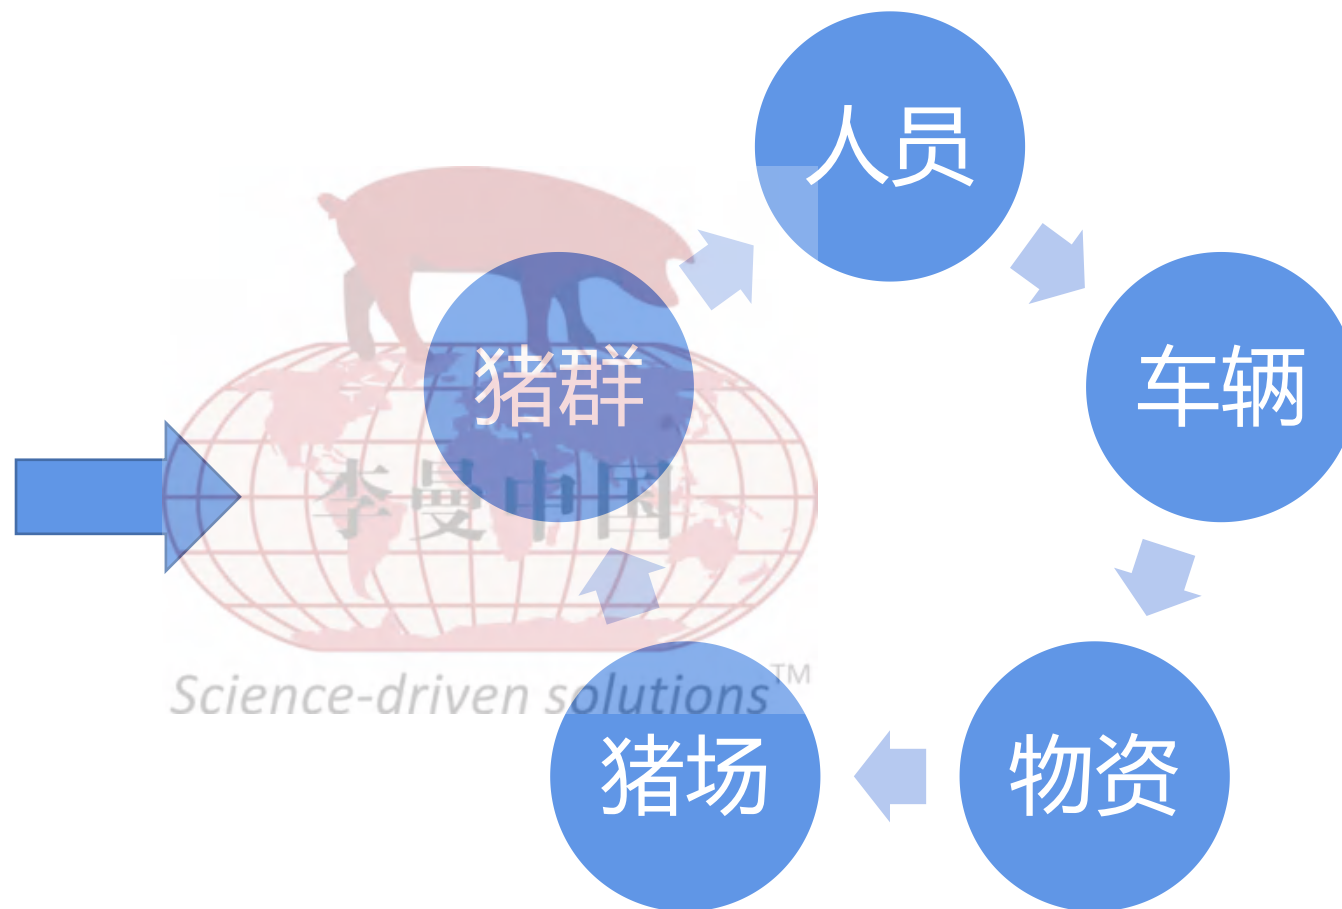 人员
猪群
车辆
李曼中国
Science-driven solutions™
猪场
物资